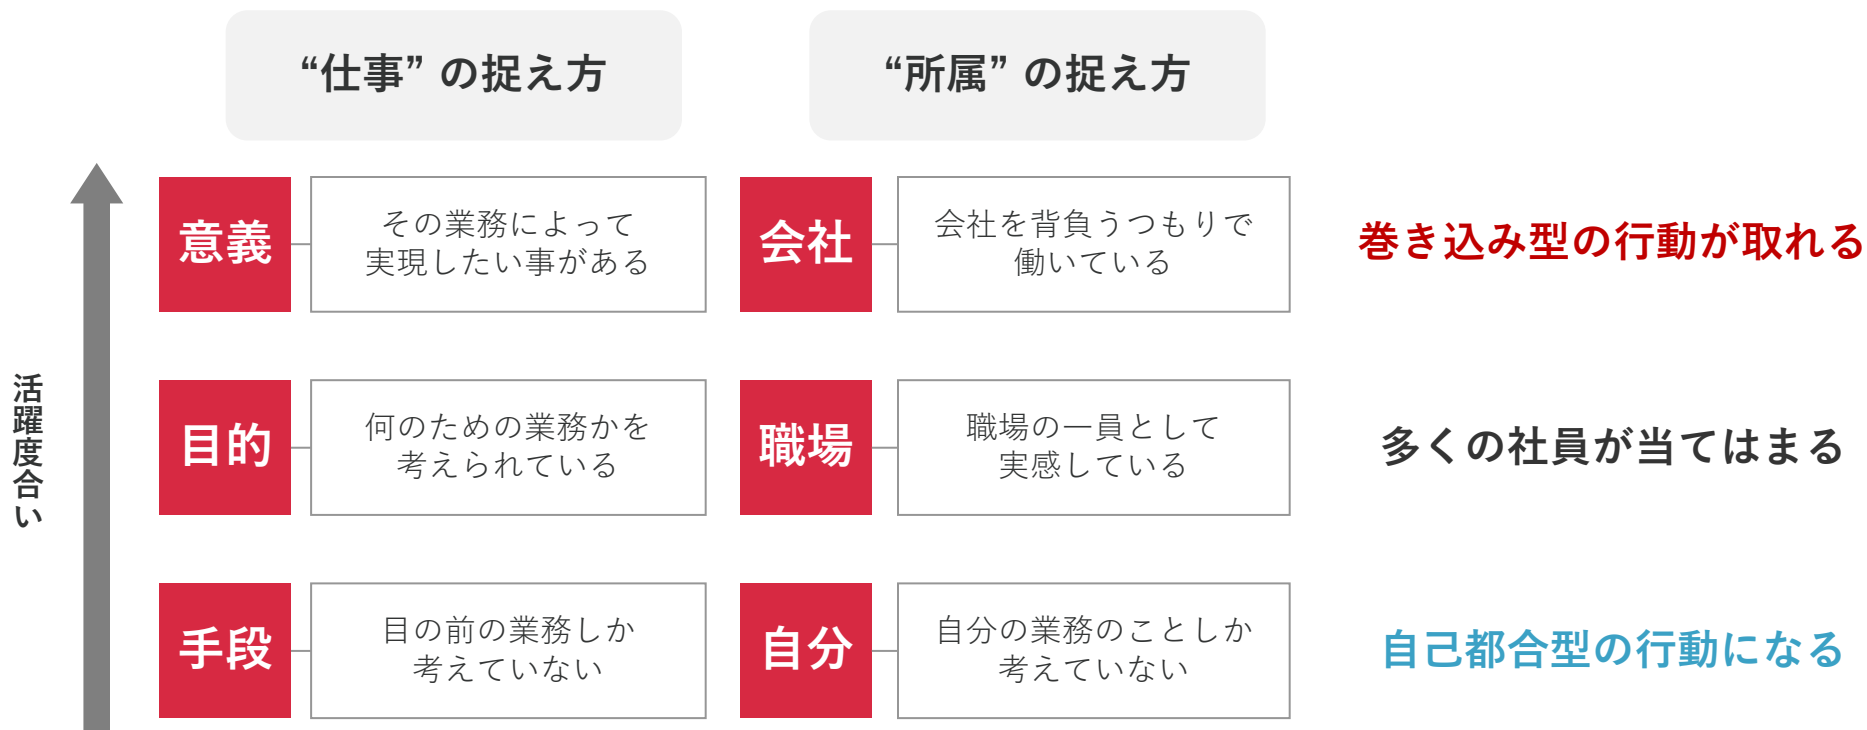 “仕事” の捉え方
“所属” の捉え方
活躍度合い
意義
その業務によって
実現したい事がある
会社
会社を背負うつもりで
働いている
巻き込み型の行動が取れる
目的
何のための業務かを
考えられている
職場
職場の一員として
実感している
多くの社員が当てはまる
手段
目の前の業務しか
考えていない
自分
自分の業務のことしか
考えていない
自己都合型の行動になる